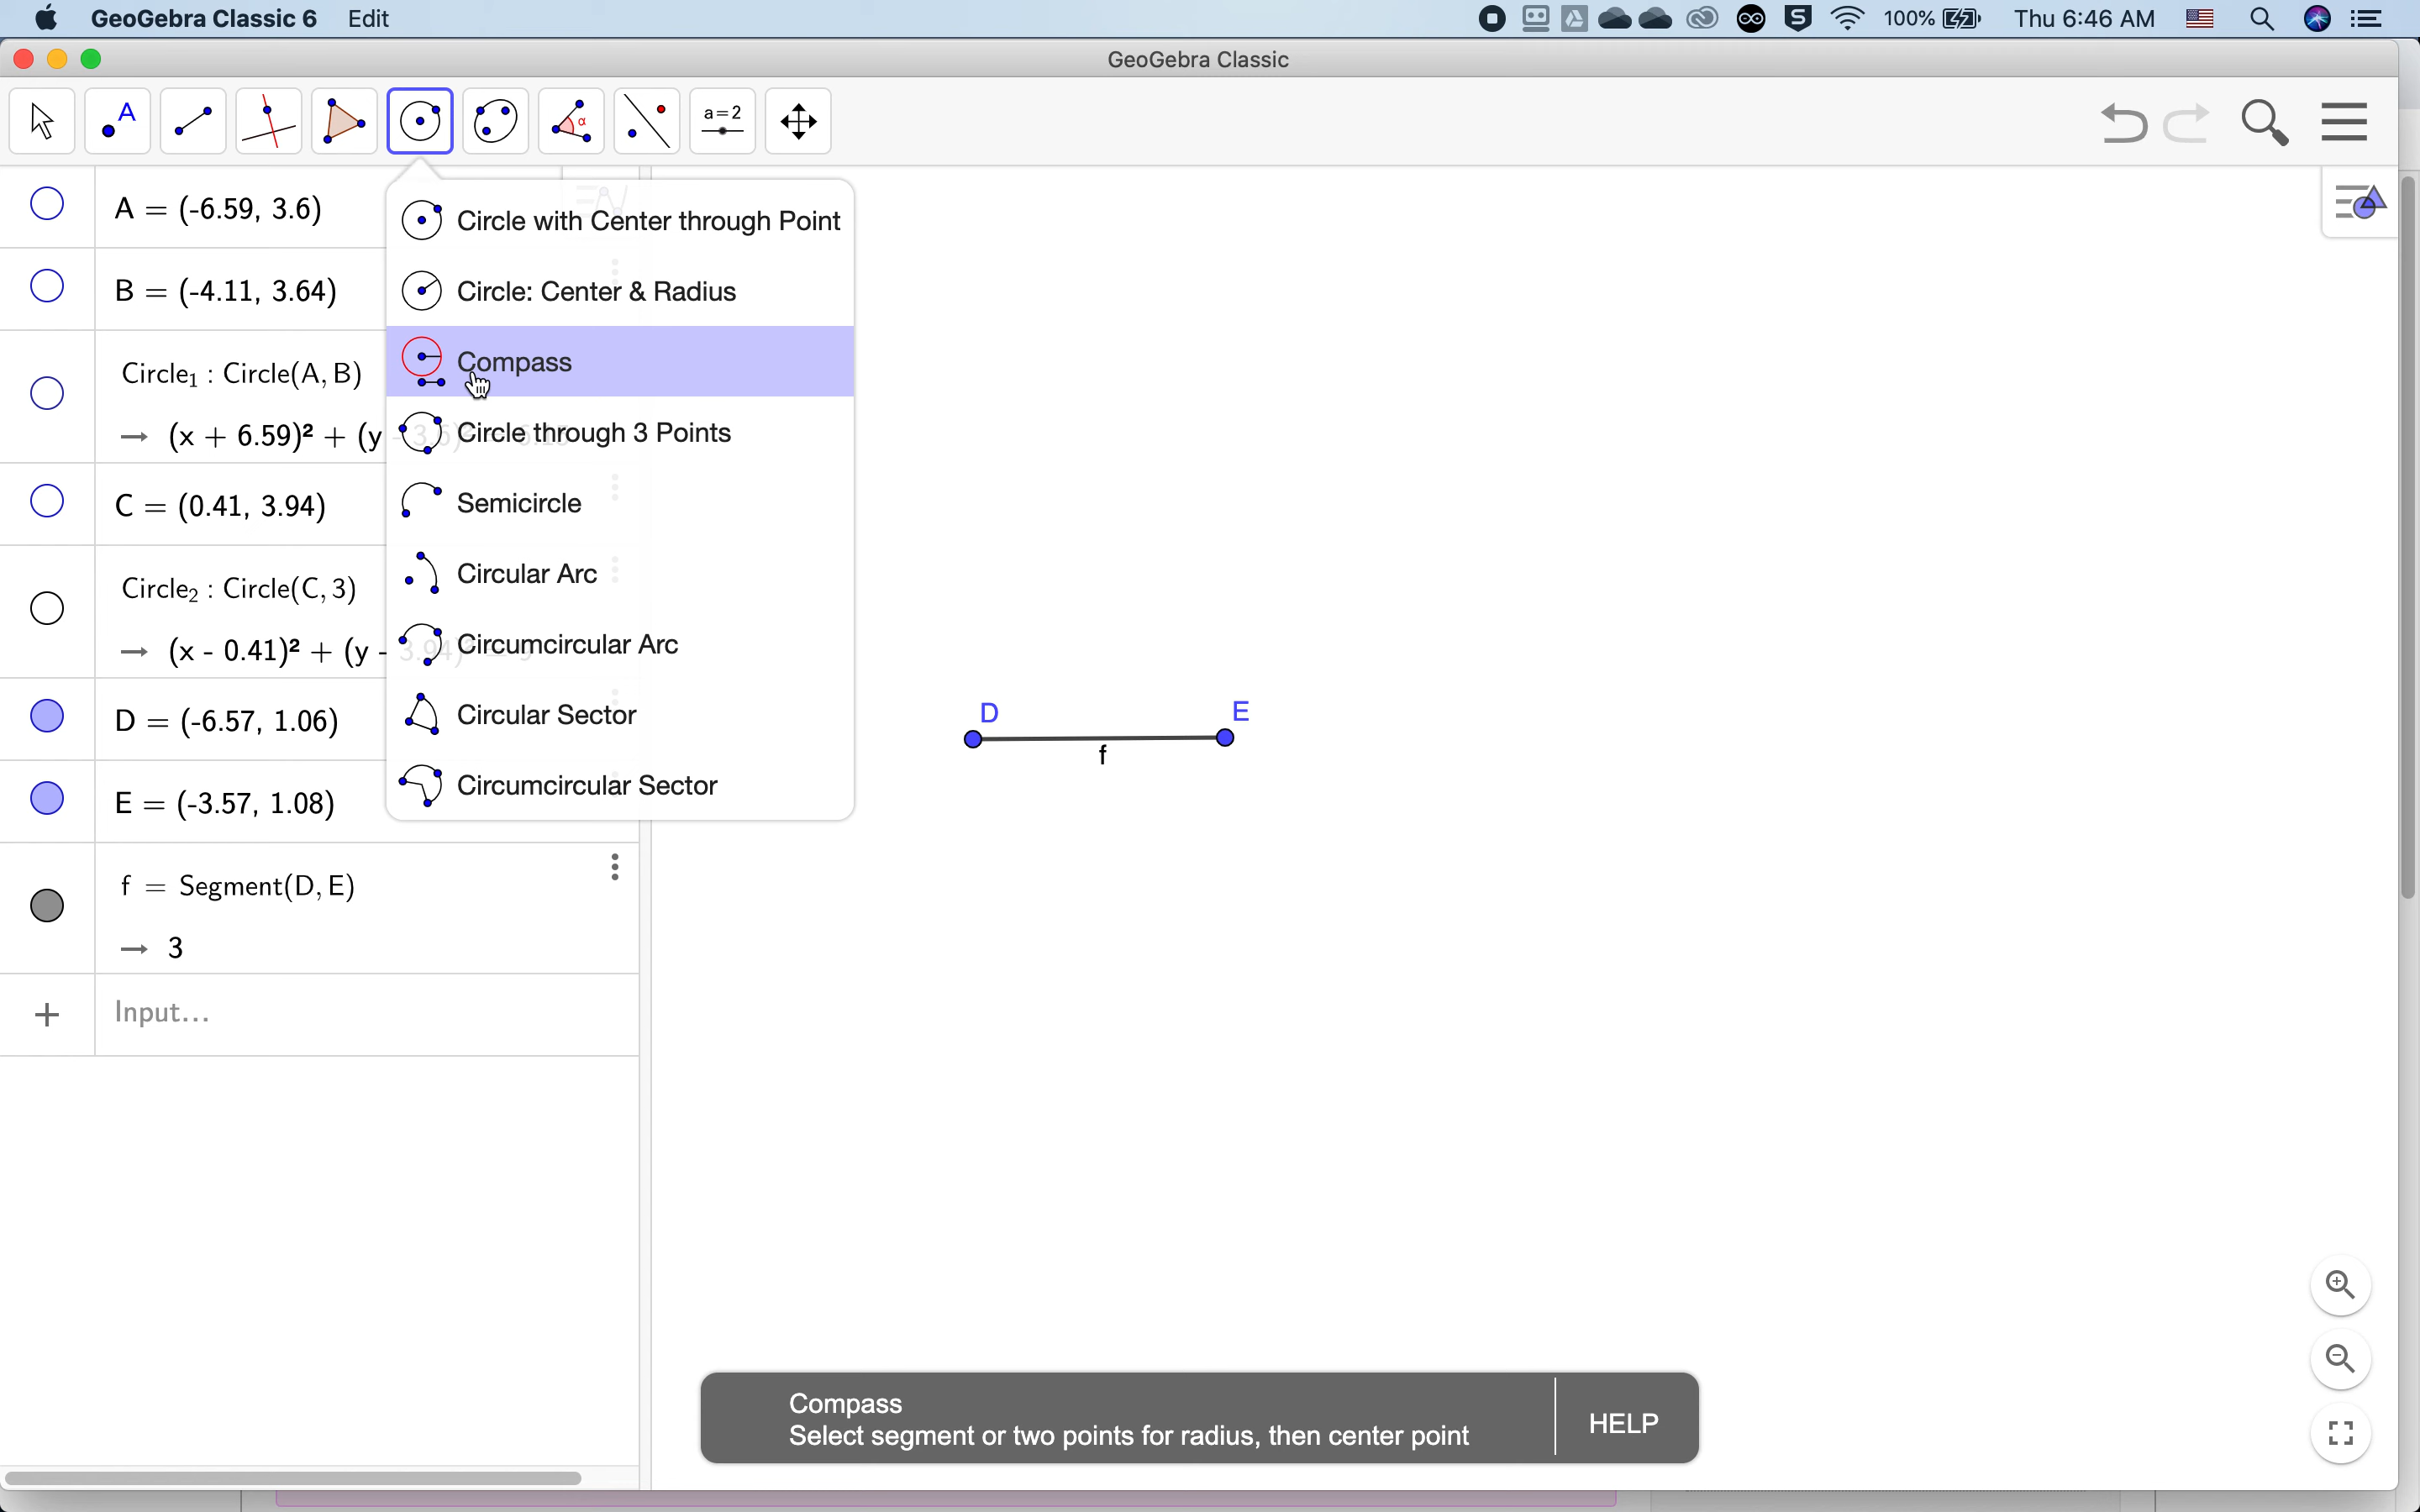 GeoGebra Classic 6 Edit
100% Thu 6:46 AM
GeoGebra Classic
A
α
a=2
A = (-6.59, 3.6)
B = (-4.11, 3.64)
Circle₁ : Circle(A, B)
→ (x + 6.59)² + (y
C = (0.41, 3.94)
Circle₂ : Circle(C, 3)
→ (x - 0.41)² + (y - 3.94)
D = (-6.57, 1.06)
E = (-3.57, 1.08)
f = Segment(D, E)
→ 3
+ Input...
Circle with Center through Point
Circle: Center & Radius
Compass
Circle through 3 Points
Semicircle
Circular Arc
Circumcircular Arc
Circular Sector
Circumcircular Sector
D
E
f
Compass
Select segment or two points for radius, then center point
HELP